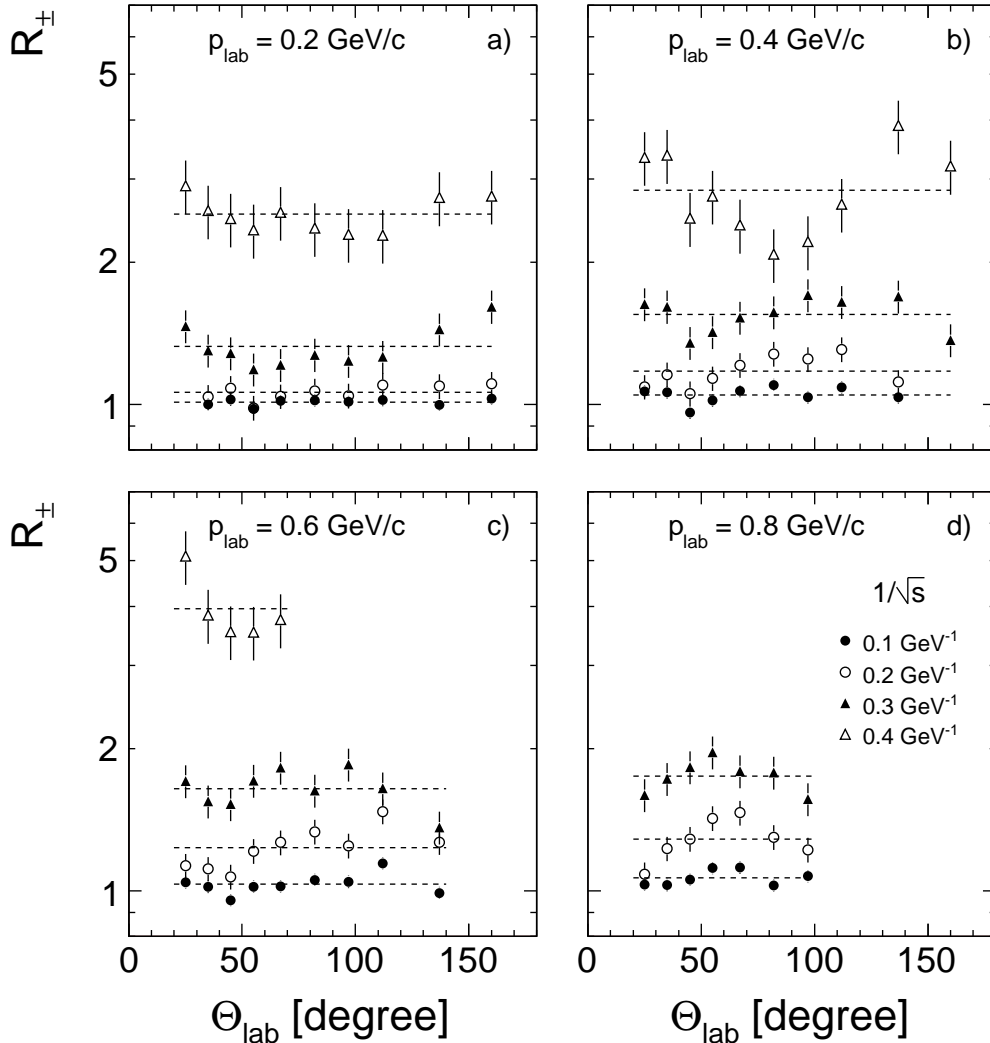 R±
p_lab = 0.2 GeV/c
a)
5
2
1
p_lab = 0.4 GeV/c
b)
R±
p_lab = 0.6 GeV/c
c)
5
2
1
0
50
100
150
Θ_lab [degree]
p_lab = 0.8 GeV/c
d)
1/√s
0.1 GeV⁻¹
0.2 GeV⁻¹
0.3 GeV⁻¹
0.4 GeV⁻¹
0
50
100
150
Θ_lab [degree]